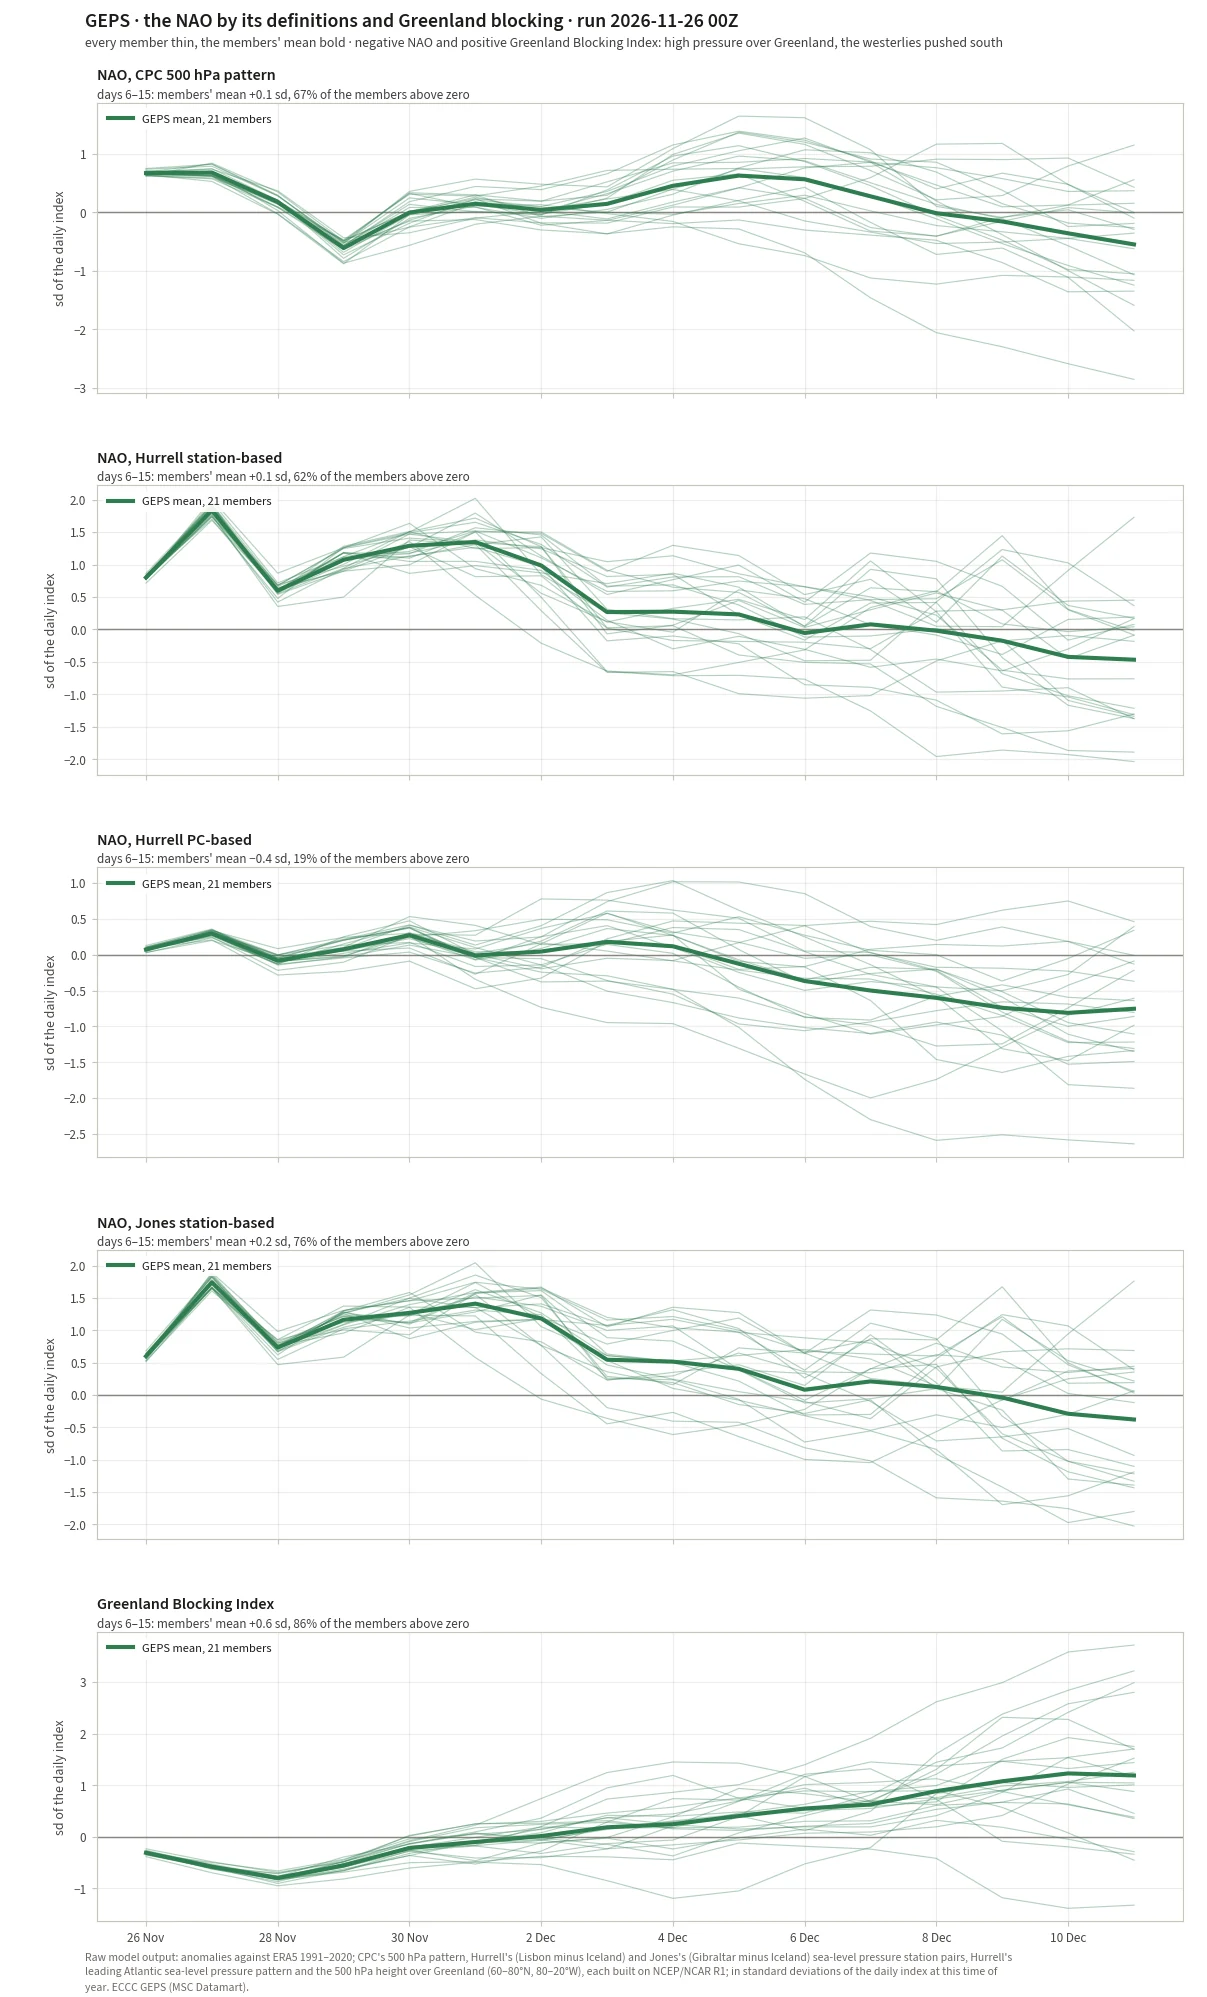 GEPS · the NAO by its definitions and Greenland blocking · run 2026-11-26 00Z
every member thin, the members' mean bold · negative NAO and positive Greenland Blocking Index: high pressure over Greenland, the westerlies pushed south
NAO, CPC 500 hPa pattern
days 6–15: members' mean +0.1 sd, 67% of the members above zero
GEPS mean, 21 members
sd of the daily index
1
0
−1
−2
−3
NAO, Hurrell station-based
days 6–15: members' mean +0.1 sd, 62% of the members above zero
GEPS mean, 21 members
sd of the daily index
2.0
1.5
1.0
0.5
0.0
−0.5
−1.0
−1.5
−2.0
NAO, Hurrell PC-based
days 6–15: members' mean −0.4 sd, 19% of the members above zero
GEPS mean, 21 members
sd of the daily index
1.0
0.5
0.0
−0.5
−1.0
−1.5
−2.0
−2.5
NAO, Jones station-based
days 6–15: members' mean +0.2 sd, 76% of the members above zero
GEPS mean, 21 members
sd of the daily index
2.0
1.5
1.0
0.5
0.0
−0.5
−1.0
−1.5
−2.0
Greenland Blocking Index
days 6–15: members' mean +0.6 sd, 86% of the members above zero
GEPS mean, 21 members
sd of the daily index
3
2
1
0
−1
26 Nov 28 Nov 30 Nov 2 Dec 4 Dec 6 Dec 8 Dec 10 Dec
Raw model output: anomalies against ERA5 1991–2020; CPC's 500 hPa pattern, Hurrell's (Lisbon minus Iceland) and Jones's (Gibraltar minus Iceland) sea-level pressure station pairs, Hurrell's
leading Atlantic sea-level pressure pattern and the 500 hPa height over Greenland (60–80°N, 80–20°W), each built on NCEP/NCAR R1; in standard deviations of the daily index at this time of
year. ECCC GEPS (MSC Datamart).